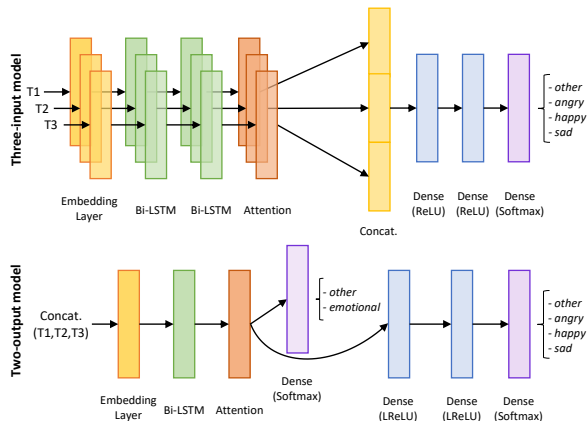 Three-input model
T1
T2
T3
Embedding
Layer
Bi-LSTM
Bi-LSTM
Attention
Concat.
Dense
(ReLU)
Dense
(ReLU)
Dense
(Softmax)
- other
- angry
- happy
- sad
Two-output model
Concat.
(T1,T2,T3)
Embedding
Layer
Bi-LSTM
Attention
Dense
(Softmax)
- other
- emotional
Dense
(LReLU)
Dense
(LReLU)
Dense
(Softmax)
- other
- angry
- happy
- sad